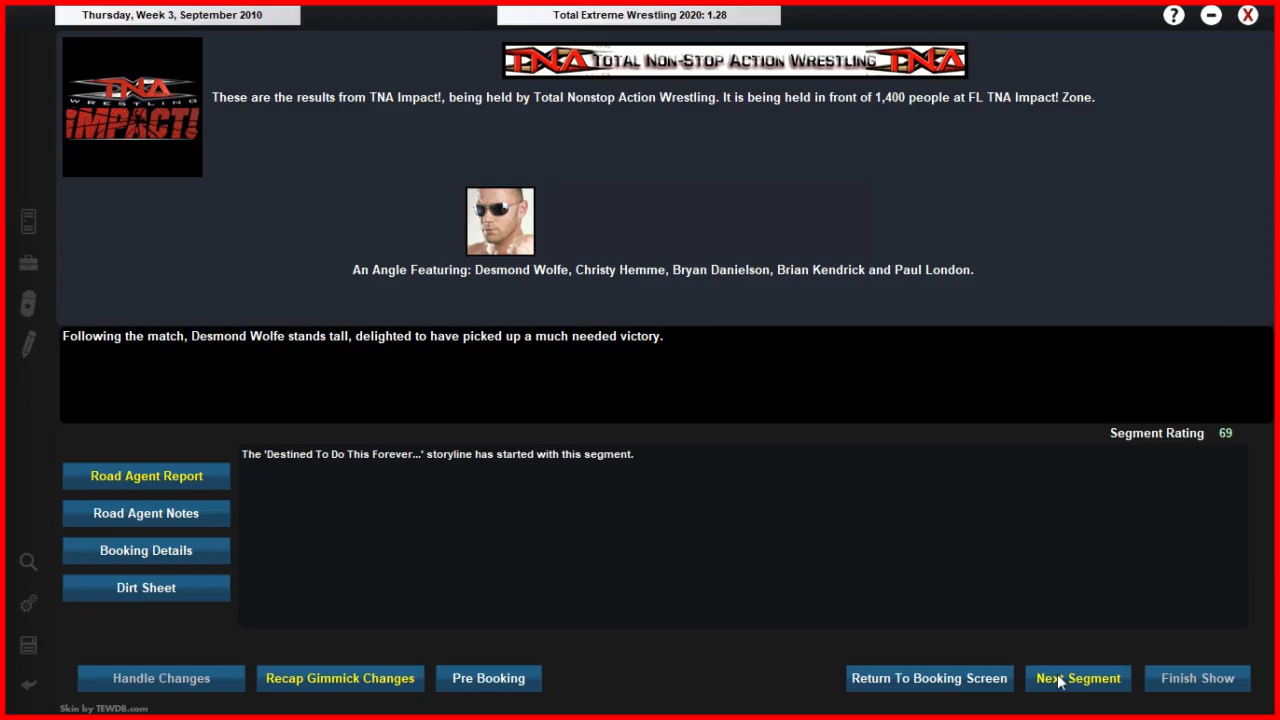 Thursday, Week 3, September 2010
Total Extreme Wrestling 2020: 1.28
?
X
TNA TOTAL NON-STOP ACTION WRESTLING TNA
TNA
WRESTLING
iMPACT!
These are the results from TNA Impact!, being held by Total Nonstop Action Wrestling. It is being held in front of 1,400 people at FL TNA Impact! Zone.
An Angle Featuring: Desmond Wolfe, Christy Hemme, Bryan Danielson, Brian Kendrick and Paul London.
Following the match, Desmond Wolfe stands tall, delighted to have picked up a much needed victory.
Segment Rating 69
The 'Destined To Do This Forever...' storyline has started with this segment.
Road Agent Report
Road Agent Notes
Booking Details
Dirt Sheet
Handle Changes
Recap Gimmick Changes
Pre Booking
Return To Booking Screen
Next Segment
Finish Show
Skin by TEWDB.com